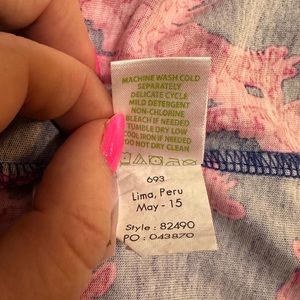 MACHINE WASH COLD
SEPARATELY
DELICATE CYCLE
MILD DETERGENT
NON-CHLORINE
BLEACH IF NEEDED
TUMBLE DRY LOW
COOL IRON IF NEEDED
DO NOT DRY CLEAN
693
Lima, Peru
May - 15
Style : 82490
PO : 043870